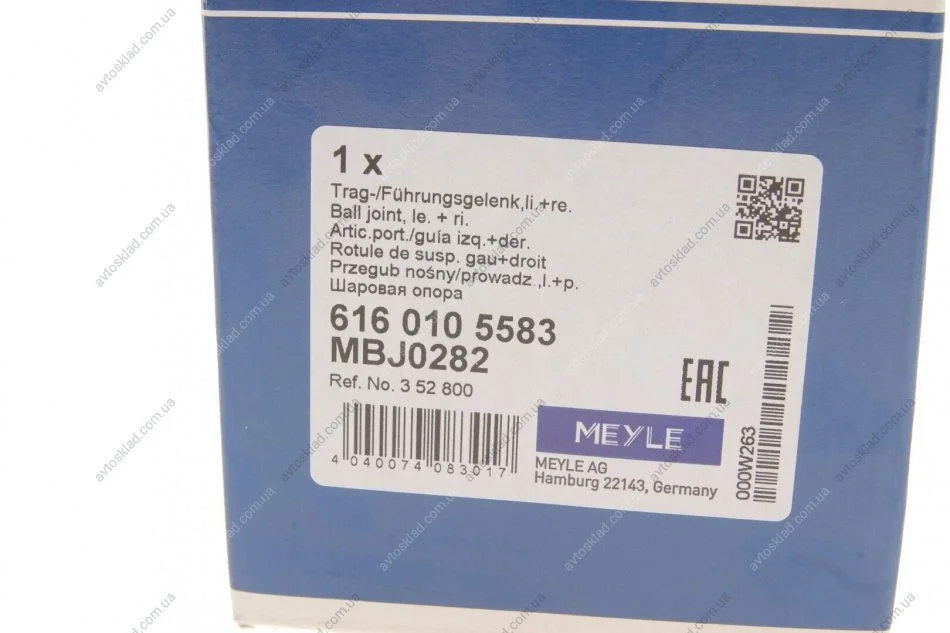 1 x
Trag-/Führungsgelenk,li.+re.
Ball joint, le. + ri.
Artic.port./guía izq.+der.
Rotule de susp. gau+droit
Przegub nośny/prowadz.,l.+p.
Шаровая опора
616 010 5583
MBJ0282
Ref. No. 3 52 800
EAC
4 040074 083017
MEYLE
MEYLE AG
Hamburg 22143, Germany
000W263
avtosklad.com.ua